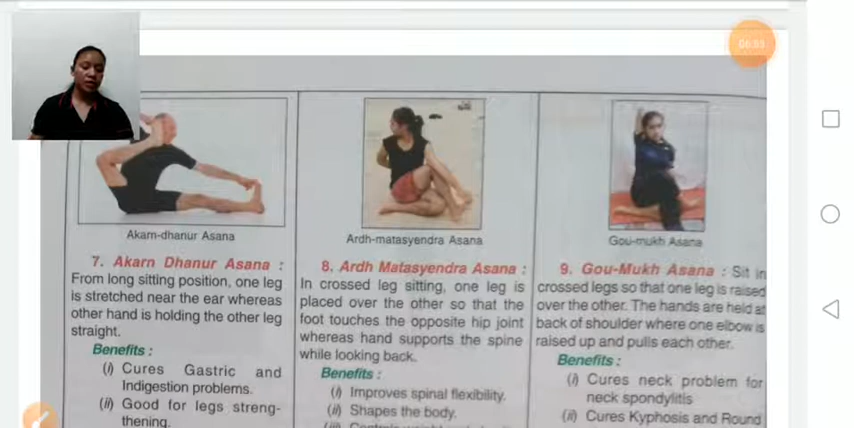 06:53
Akarn-dhanur Asana
Ardh-matasyendra Asana
Gou-mukh Asana
7. Akarn Dhanur Asana :
From long sitting position, one leg
is stretched near the ear whereas
other hand is holding the other leg
straight.
Benefits :
(i) Cures Gastric and
Indigestion problems.
(ii) Good for legs streng-
thening.
8. Ardh Matasyendra Asana :
In crossed leg sitting, one leg is
placed over the other so that the
foot touches the opposite hip joint
whereas hand supports the spine
while looking back.
Benefits :
(i) Improves spinal flexibility.
(ii) Shapes the body.
9. Gou-Mukh Asana : Sit in
crossed legs so that one leg is raised
over the other. The hands are held at
back of shoulder where one elbow is
raised up and pulls each other.
Benefits :
(i) Cures neck problem for
neck spondylitis
(ii) Cures Kyphosis and Round